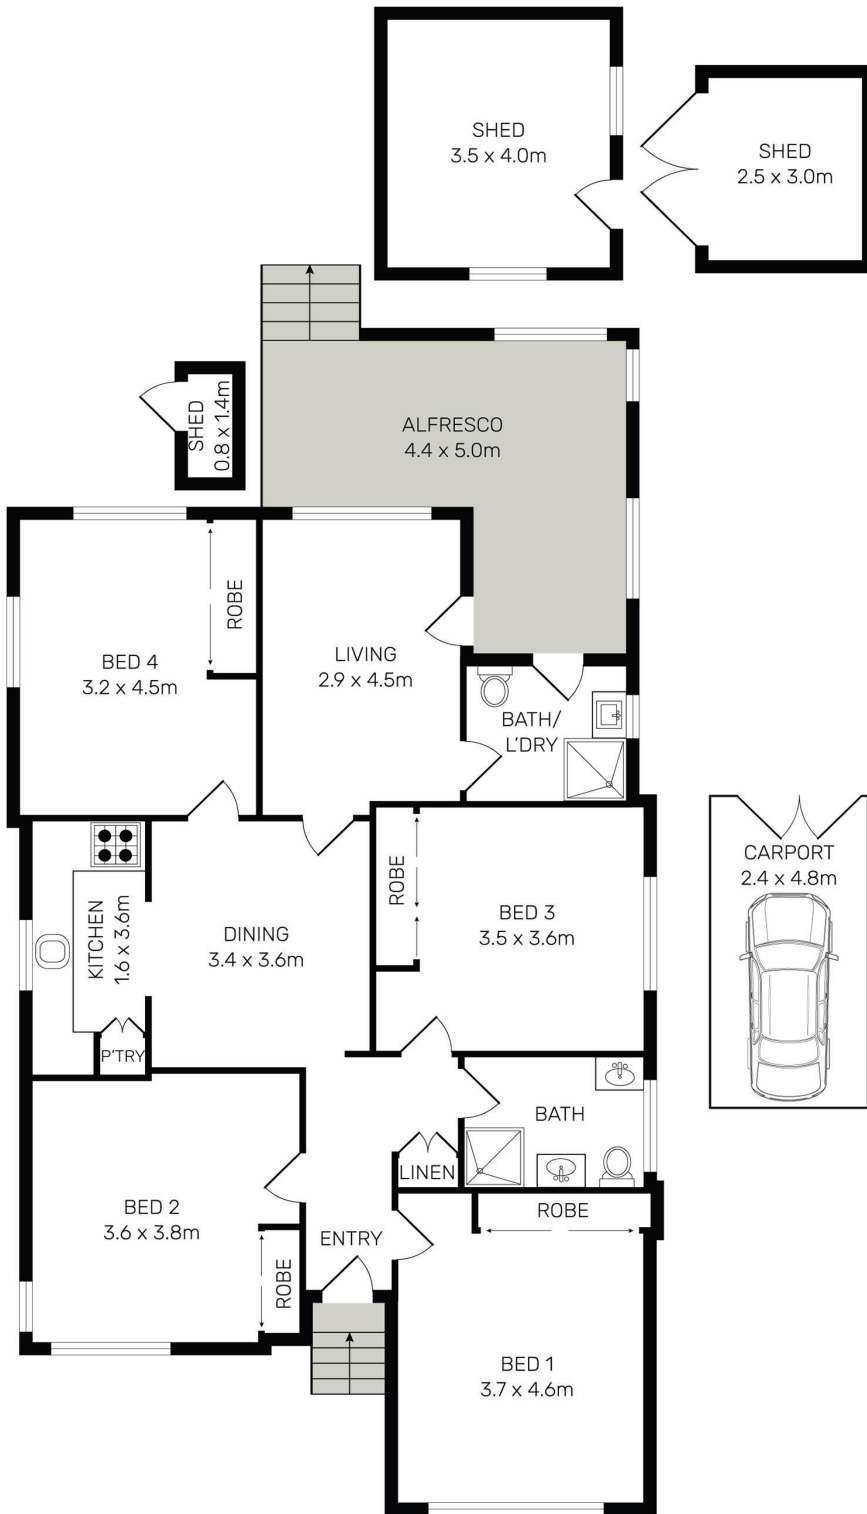 SHED
3.5 x 4.0m
SHED
2.5 x 3.0m
SHED
0.8 x 1.4m
ALFRESCO
4.4 x 5.0m
BED 4
3.2 x 4.5m
ROBE
LIVING
2.9 x 4.5m
BATH/
L'DRY
KITCHEN
1.6 x 3.6m
P'TRY
DINING
3.4 x 3.6m
ROBE
BED 3
3.5 x 3.6m
CARPORT
2.4 x 4.8m
BATH
LINEN
BED 2
3.6 x 3.8m
ROBE
ENTRY
ROBE
BED 1
3.7 x 4.6m